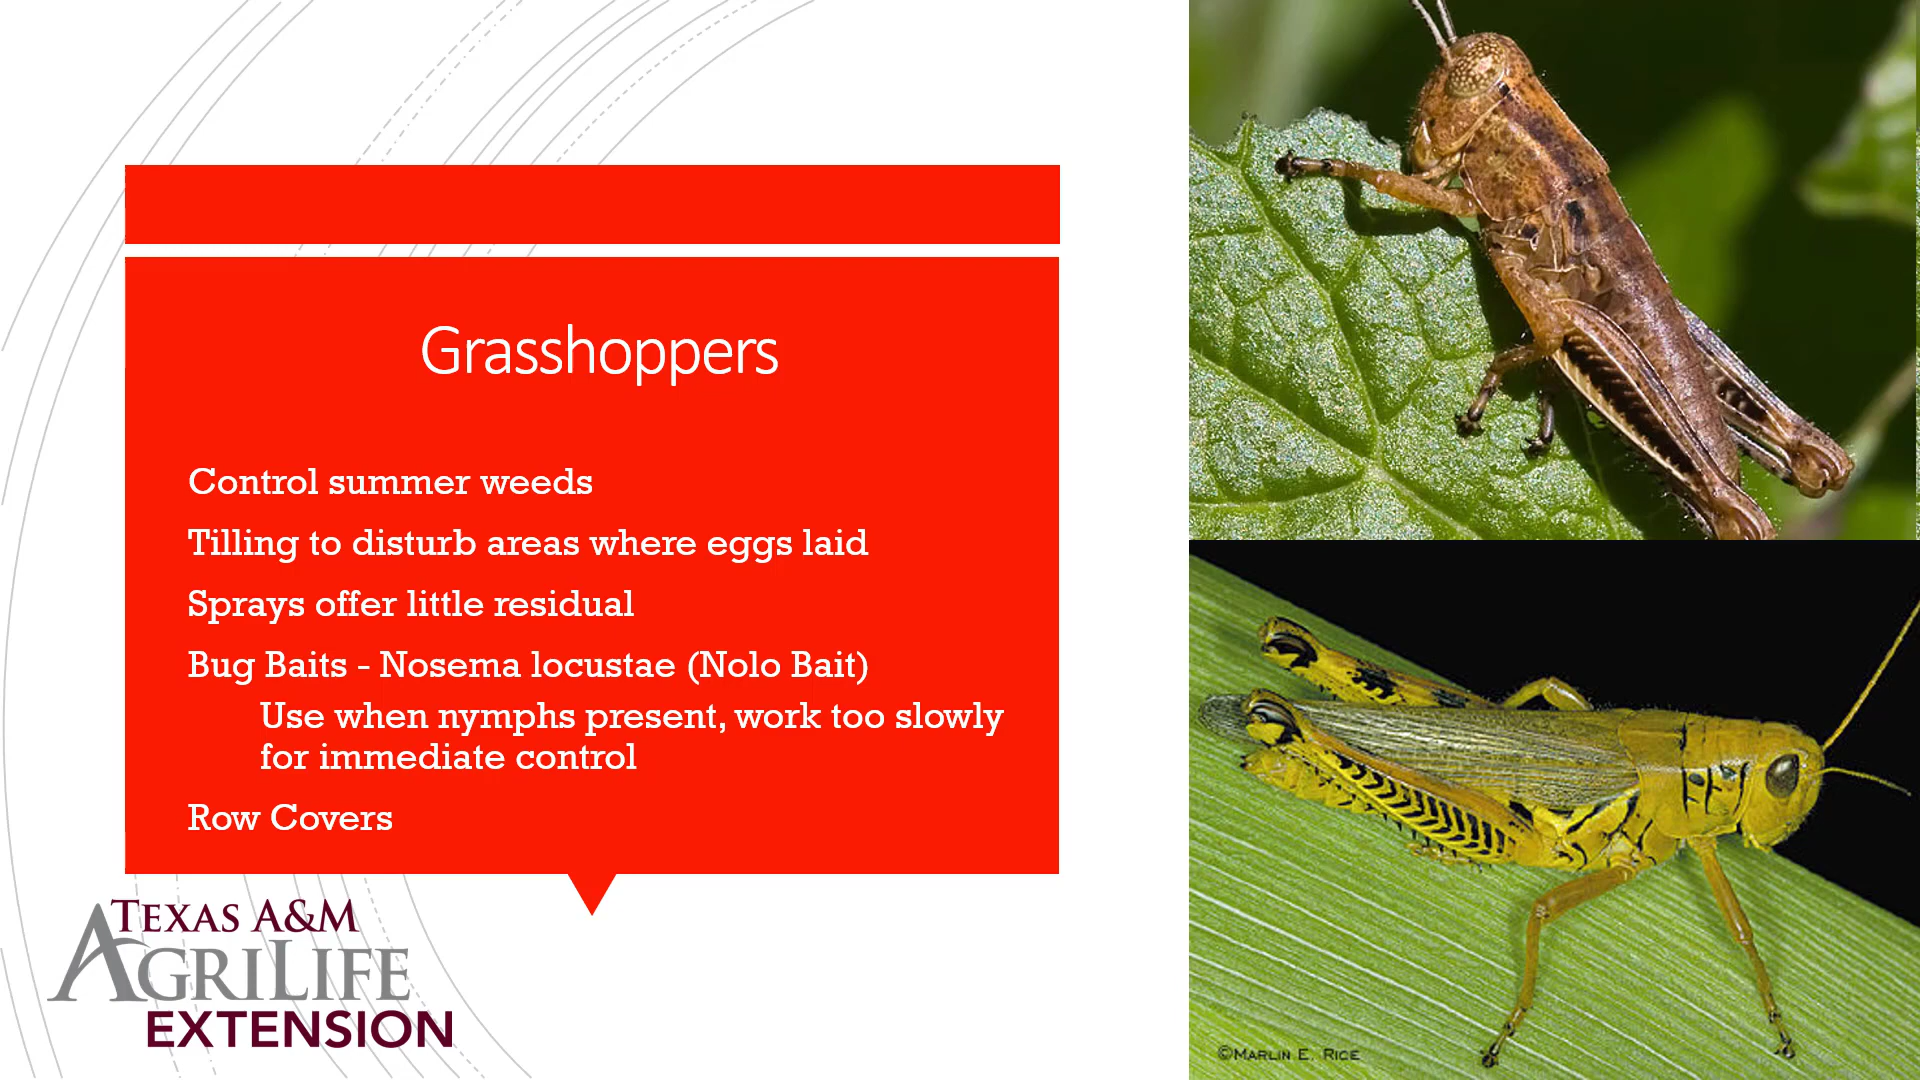 Grasshoppers
Control summer weeds
Tilling to disturb areas where eggs laid
Sprays offer little residual
Bug Baits - Nosema locustae (Nolo Bait)
Use when nymphs present, work too slowly
for immediate control
Row Covers
TEXAS A&M
AGRILIFE
EXTENSION
©MARLIN E. RICE